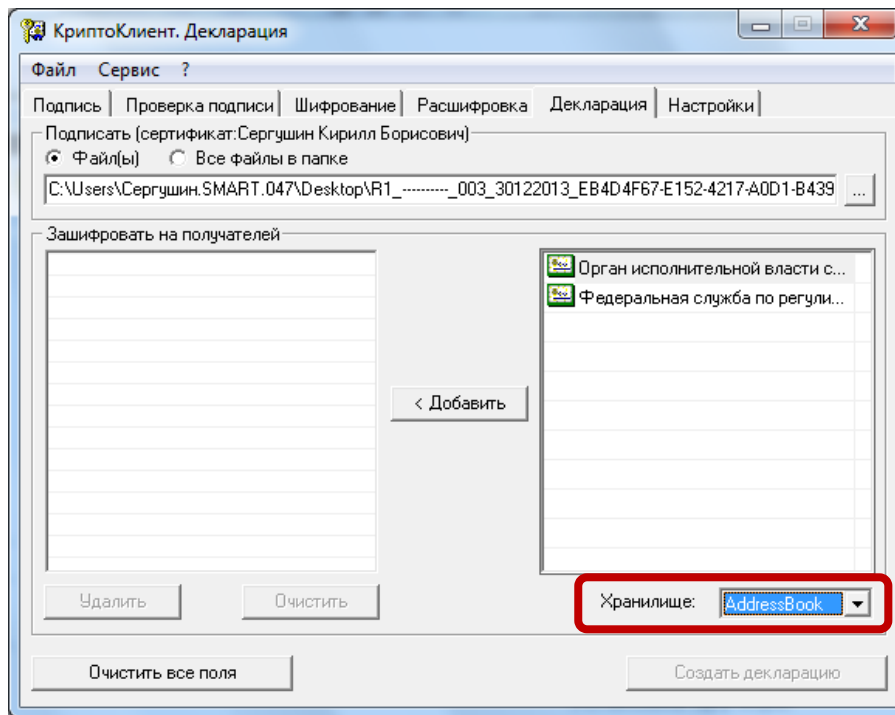 КриптоКлиент. Декларация
Файл Сервис ?
Подпись Проверка подписи Шифрование Расшифровка Декларация Настройки
Подписать (сертификат:Сергушин Кирилл Борисович)
Файл(ы) Все файлы в папке
C:\Users\Сергушин.SMART.047\Desktop\R1_----------_003_30122013_EB4D4F67-E152-4217-A0D1-B439 ...
Зашифровать на получателей
Орган исполнительной власти с...
Федеральная служба по регули...
< Добавить
Удалить Очистить Хранилище: AddressBook
Очистить все поля Создать декларацию